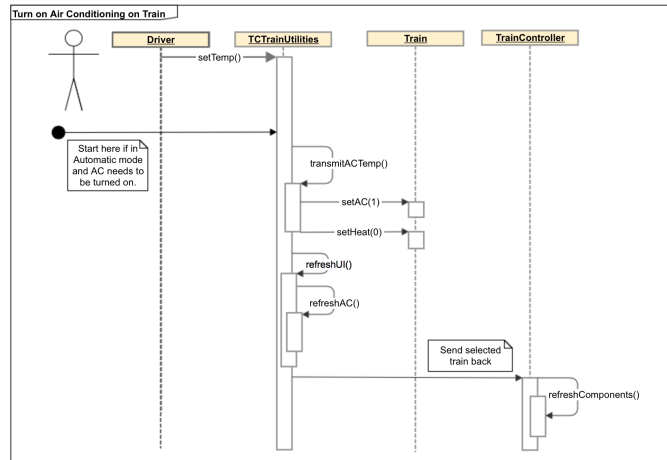 Turn on Air Conditioning on Train
Driver
TCTrainUtilities
Train
TrainController
setTemp()
Start here if in
Automatic mode
and AC needs to
be turned on.
transmitACTemp()
setAC(1)
setHeat(0)
refreshUI()
refreshAC()
Send selected
train back
refreshComponents()